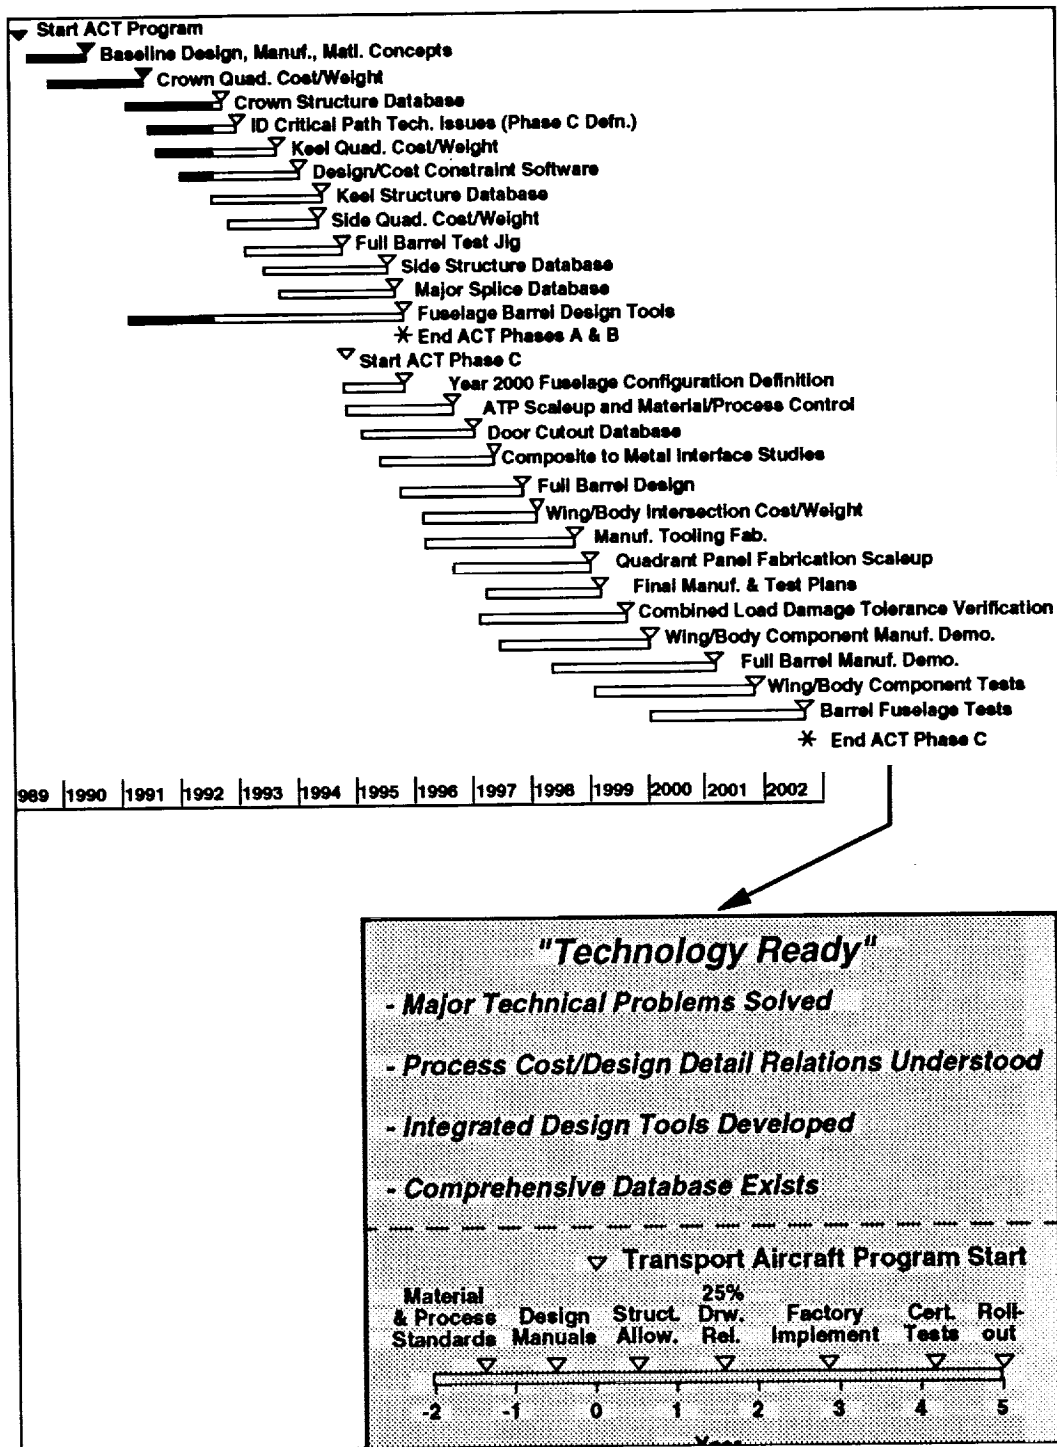 Start ACT Program
Baseline Design, Manuf., Matl. Concepts
Crown Quad. Cost/Weight
Crown Structure Database
ID Critical Path Tech. Issues (Phase C Defn.)
Keel Quad. Cost/Weight
Design/Cost Constraint Software
Keel Structure Database
Side Quad. Cost/Weight
Full Barrel Test Jig
Side Structure Database
Major Splice Database
Fuselage Barrel Design Tools
End ACT Phases A & B
Start ACT Phase C
Year 2000 Fuselage Configuration Definition
ATP Scaleup and Material/Process Control
Door Cutout Database
Composite to Metal Interface Studies
Full Barrel Design
Wing/Body Intersection Cost/Weight
Manuf. Tooling Fab.
Quadrant Panel Fabrication Scaleup
Final Manuf. & Test Plans
Combined Load Damage Tolerance Verification
Wing/Body Component Manuf. Demo.
Full Barrel Manuf. Demo.
Wing/Body Component Tests
Barrel Fuselage Tests
End ACT Phase C
989 1990 1991 1992 1993 1994 1995 1996 1997 1998 1999 2000 2001 2002
"Technology Ready"
- Major Technical Problems Solved
- Process Cost/Design Detail Relations Understood
- Integrated Design Tools Developed
- Comprehensive Database Exists
Transport Aircraft Program Start
Material & Process Standards
Design Manuals
Struct. Allow.
25% Drw. Rel.
Factory Implement
Cert. Tests
Roll-out
-2 -1 0 1 2 3 4 5